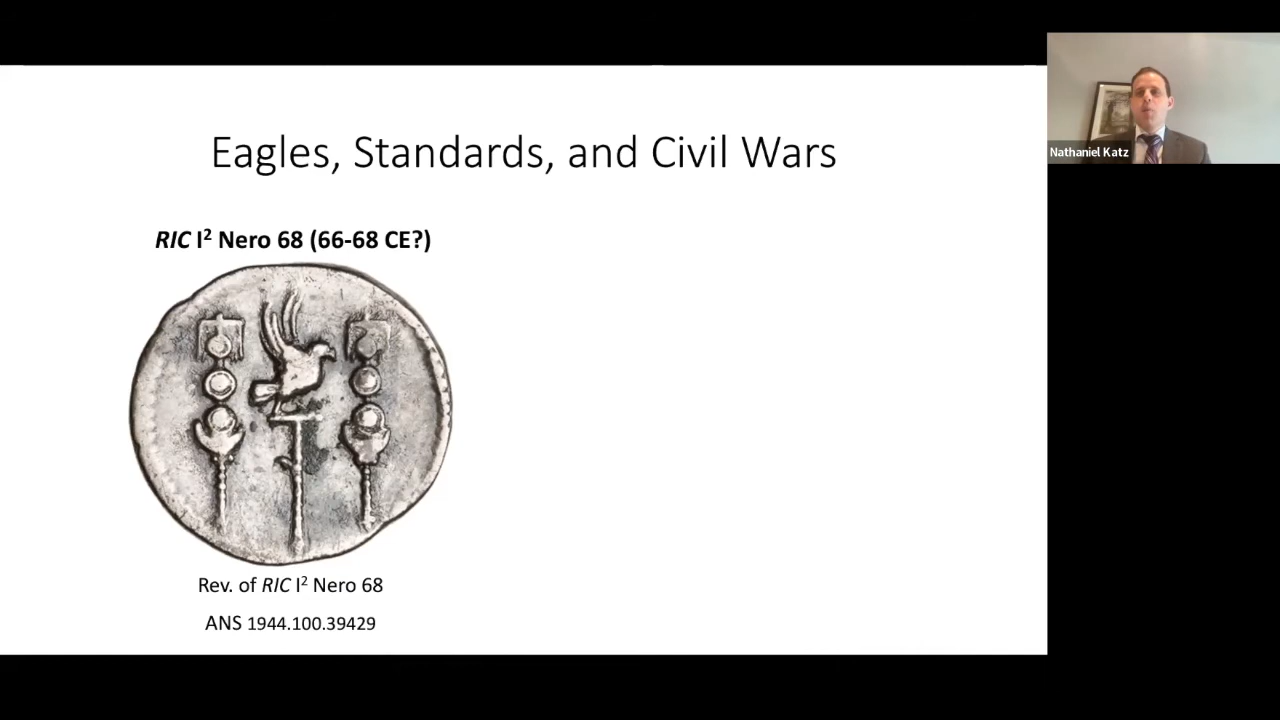 Eagles, Standards, and Civil Wars
RIC I² Nero 68 (66-68 CE?)
Rev. of RIC I² Nero 68
ANS 1944.100.39429
Nathaniel Katz